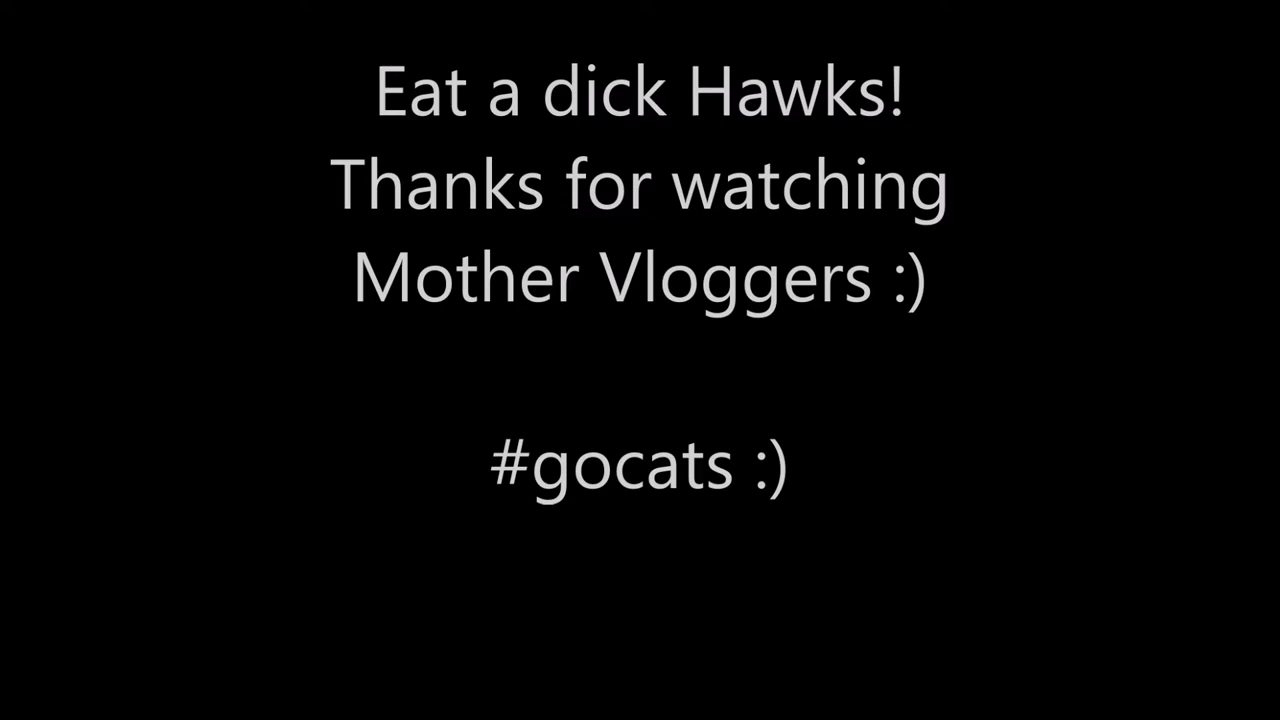 Eat a dick Hawks!
Thanks for watching
Mother Vloggers :)
#gocats :)